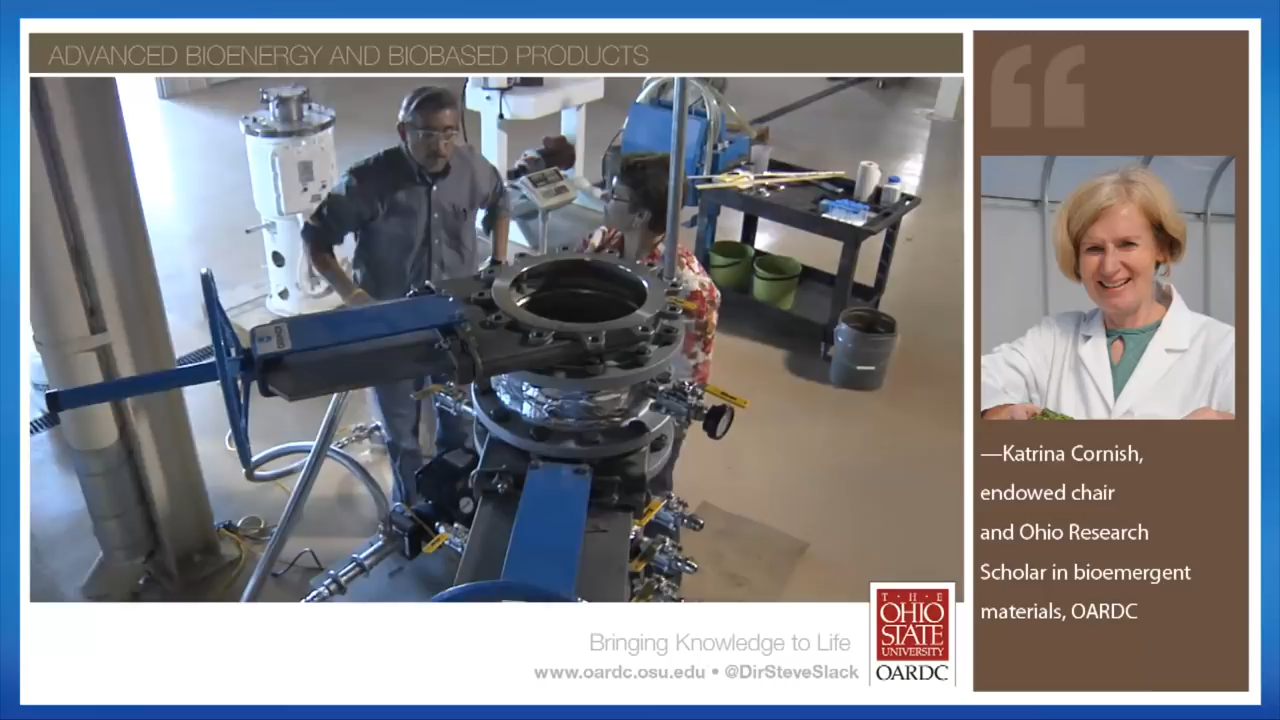 ADVANCED BIOENERGY AND BIOBASED PRODUCTS
“
—Katrina Cornish,
endowed chair
and Ohio Research
Scholar in bioemergent
materials, OARDC
Bringing Knowledge to Life
www.oardc.osu.edu • @DirSteveSlack
T · H · E
OHIO
STATE
UNIVERSITY
OARDC